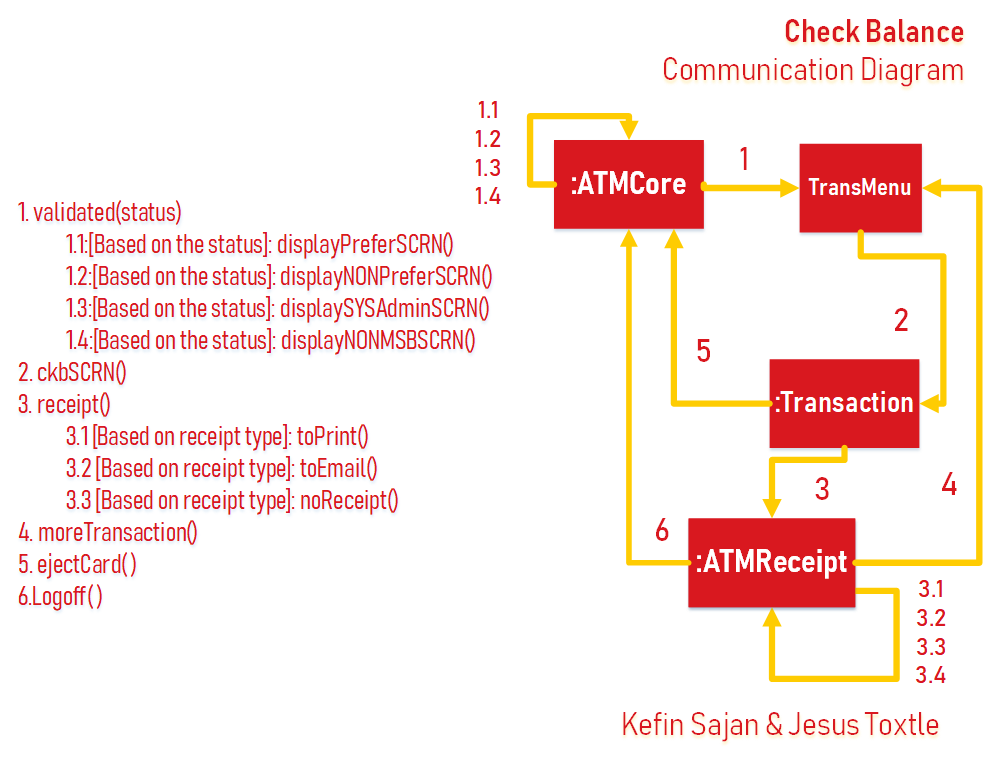 Check Balance
Communication Diagram
1. validated(status)
1.1:[Based on the status]: displayPreferSCRN()
1.2:[Based on the status]: displayNONPreferSCRN()
1.3:[Based on the status]: displaySYSAdminSCRN()
1.4:[Based on the status]: displayNONMSBSCRN()
2. ckbSCRN()
3. receipt()
3.1 [Based on receipt type]: toPrint()
3.2 [Based on receipt type]: toEmail()
3.3 [Based on receipt type]: noReceipt()
4. moreTransaction()
5. ejectCard()
6.Logoff()
1.1
1.2
1.3
1.4
:ATMCore
1
TransMenu
2
5
:Transaction
3
4
6
:ATMReceipt
3.1
3.2
3.3
3.4
Kefin Sajan & Jesus Toxtle